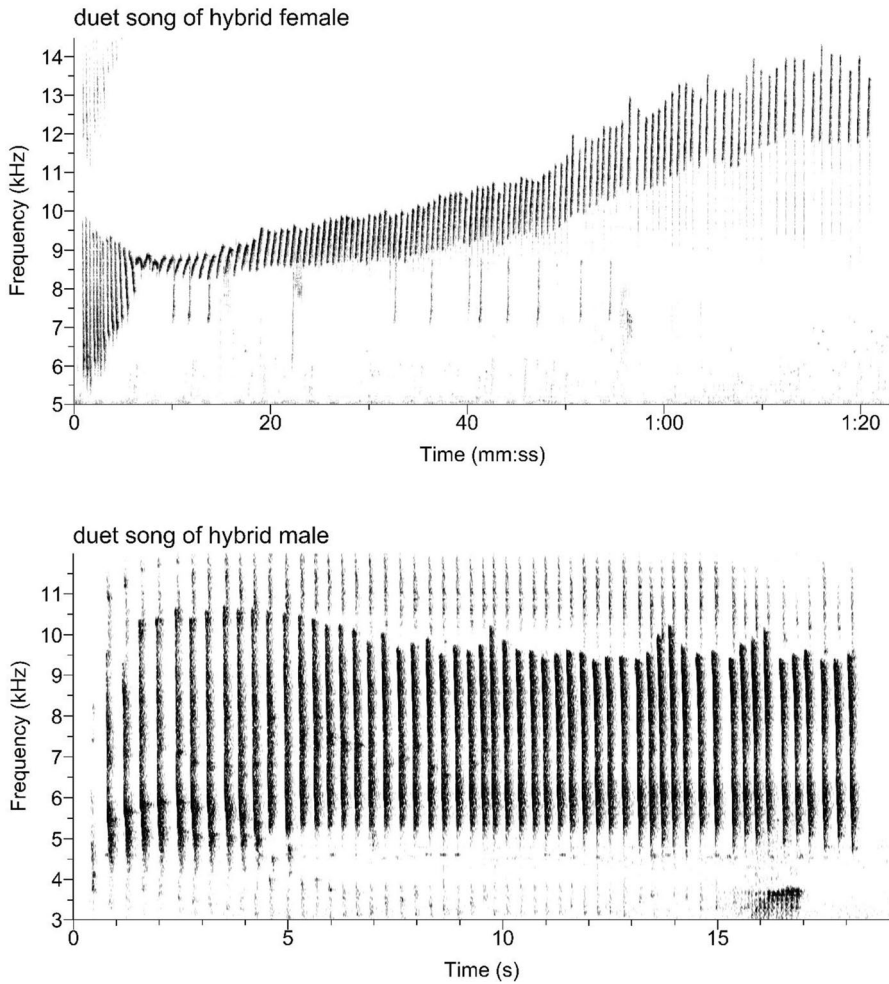 duet song of hybrid female
14
13
12
11
10
9
8
7
6
5
Frequency (kHz)
0 20 40 1:00 1:20
Time (mm:ss)
duet song of hybrid male
11
10
9
8
7
6
5
4
3
Frequency (kHz)
0 5 10 15
Time (s)